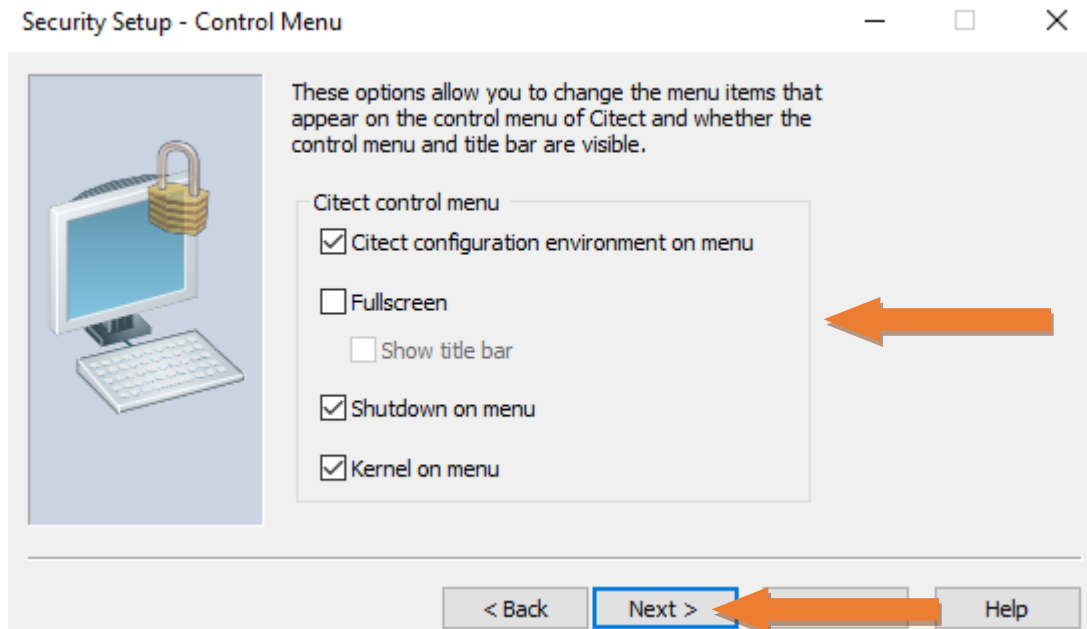 Security Setup - Control Menu
These options allow you to change the menu items that
appear on the control menu of Citect and whether the
control menu and title bar are visible.
Citect control menu
Citect configuration environment on menu
Fullscreen
Show title bar
Shutdown on menu
Kernel on menu
< Back
Next >
Help